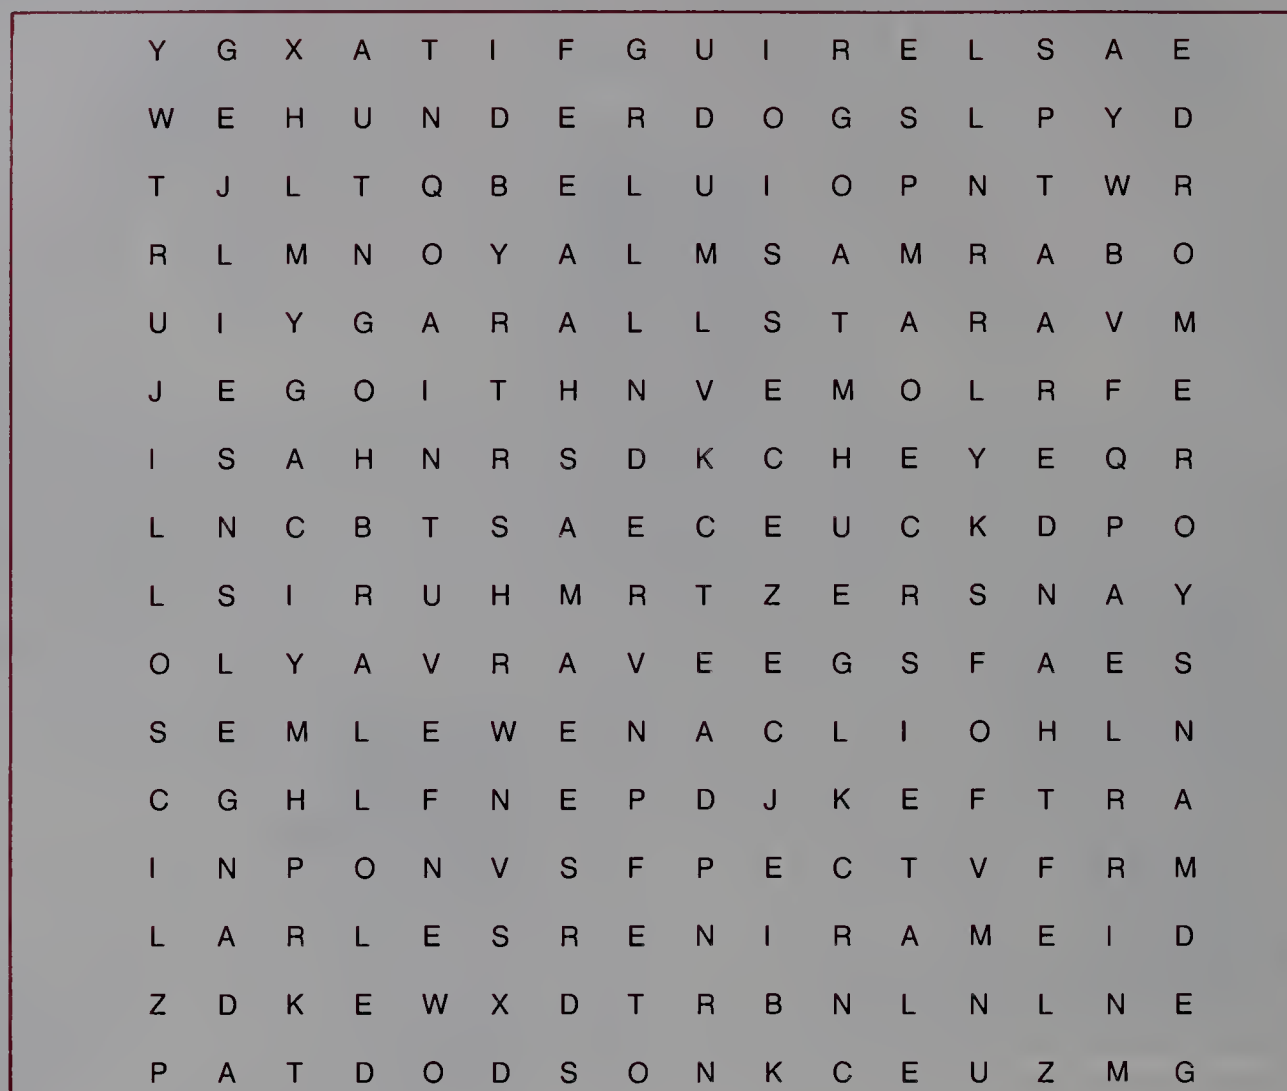 Y G X A T I F G U I R E L S A E
W E H U N D E R D O G S L P Y D
T J L T Q B E L U I O P N T W R
R L M N O Y A L M S A M R A B O
U I Y G A R A L L S T A R A V M
J E G O I T H N V E M O L R F E
I S A H N R S D K C H E Y E Q R
L N C B T S A E C E U C K D P O
L S I R U H M R T Z E R S N A Y
O L Y A V R A V E E G S F A E S
S E M L E W E N A C L I O H L N
C G H L F N E P D J K E F T R A
I N P O N V S F P E C T V F R M
L A R L E S R E N I R A M E I D
Z D K E W X D T R B N L N L N E
P A T D O D S O N K C E U Z M G